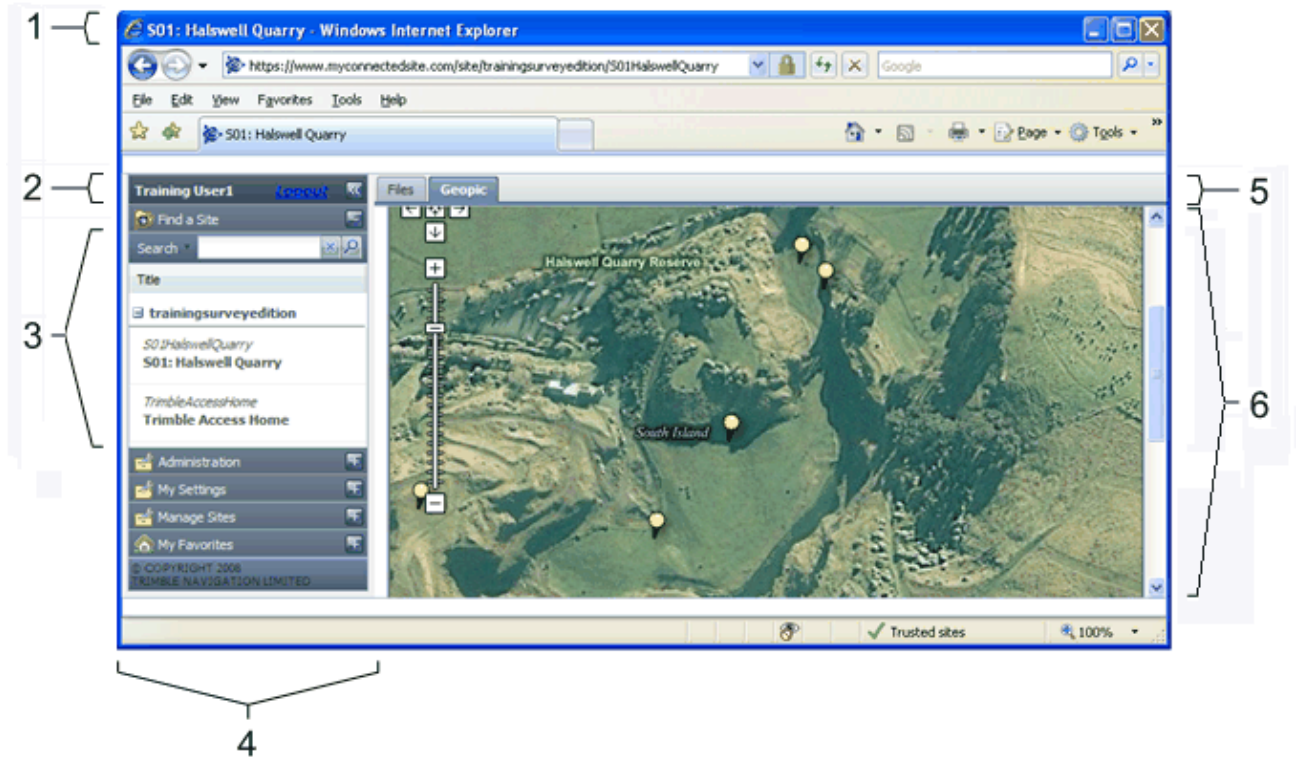 1
S01: Halswell Quarry - Windows Internet Explorer
https://www.myconnectedsite.com/site/trainingsurveyedition/S01HalswellQuarry
Google
File Edit View Favorites Tools Help
S01: Halswell Quarry
Page Tools
2
Training User1 Logout
Files Geopic
5
Find a Site
Search
Title
trainingsurveyedition
3
S01HalswellQuarry
S01: Halswell Quarry
TrimbleAccessHome
Trimble Access Home
Administration
My Settings
Manage Sites
My Favorites
© COPYRIGHT 2006
TRIMBLE NAVIGATION LIMITED
Halswell Quarry Reserve
South Island
6
Trusted sites
100%
4